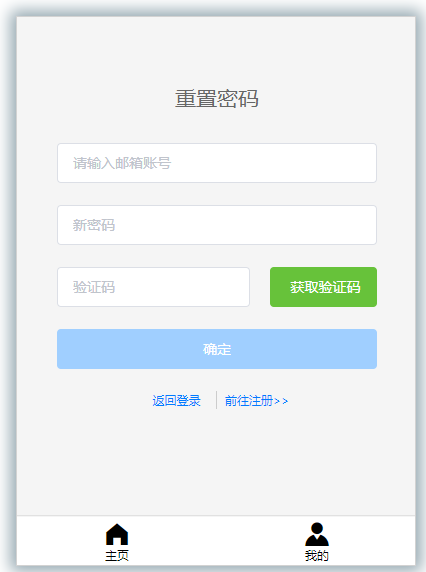 重置密码
请输入邮箱账号
新密码
验证码 获取验证码
确定
返回登录 前往注册>>
主页 我的